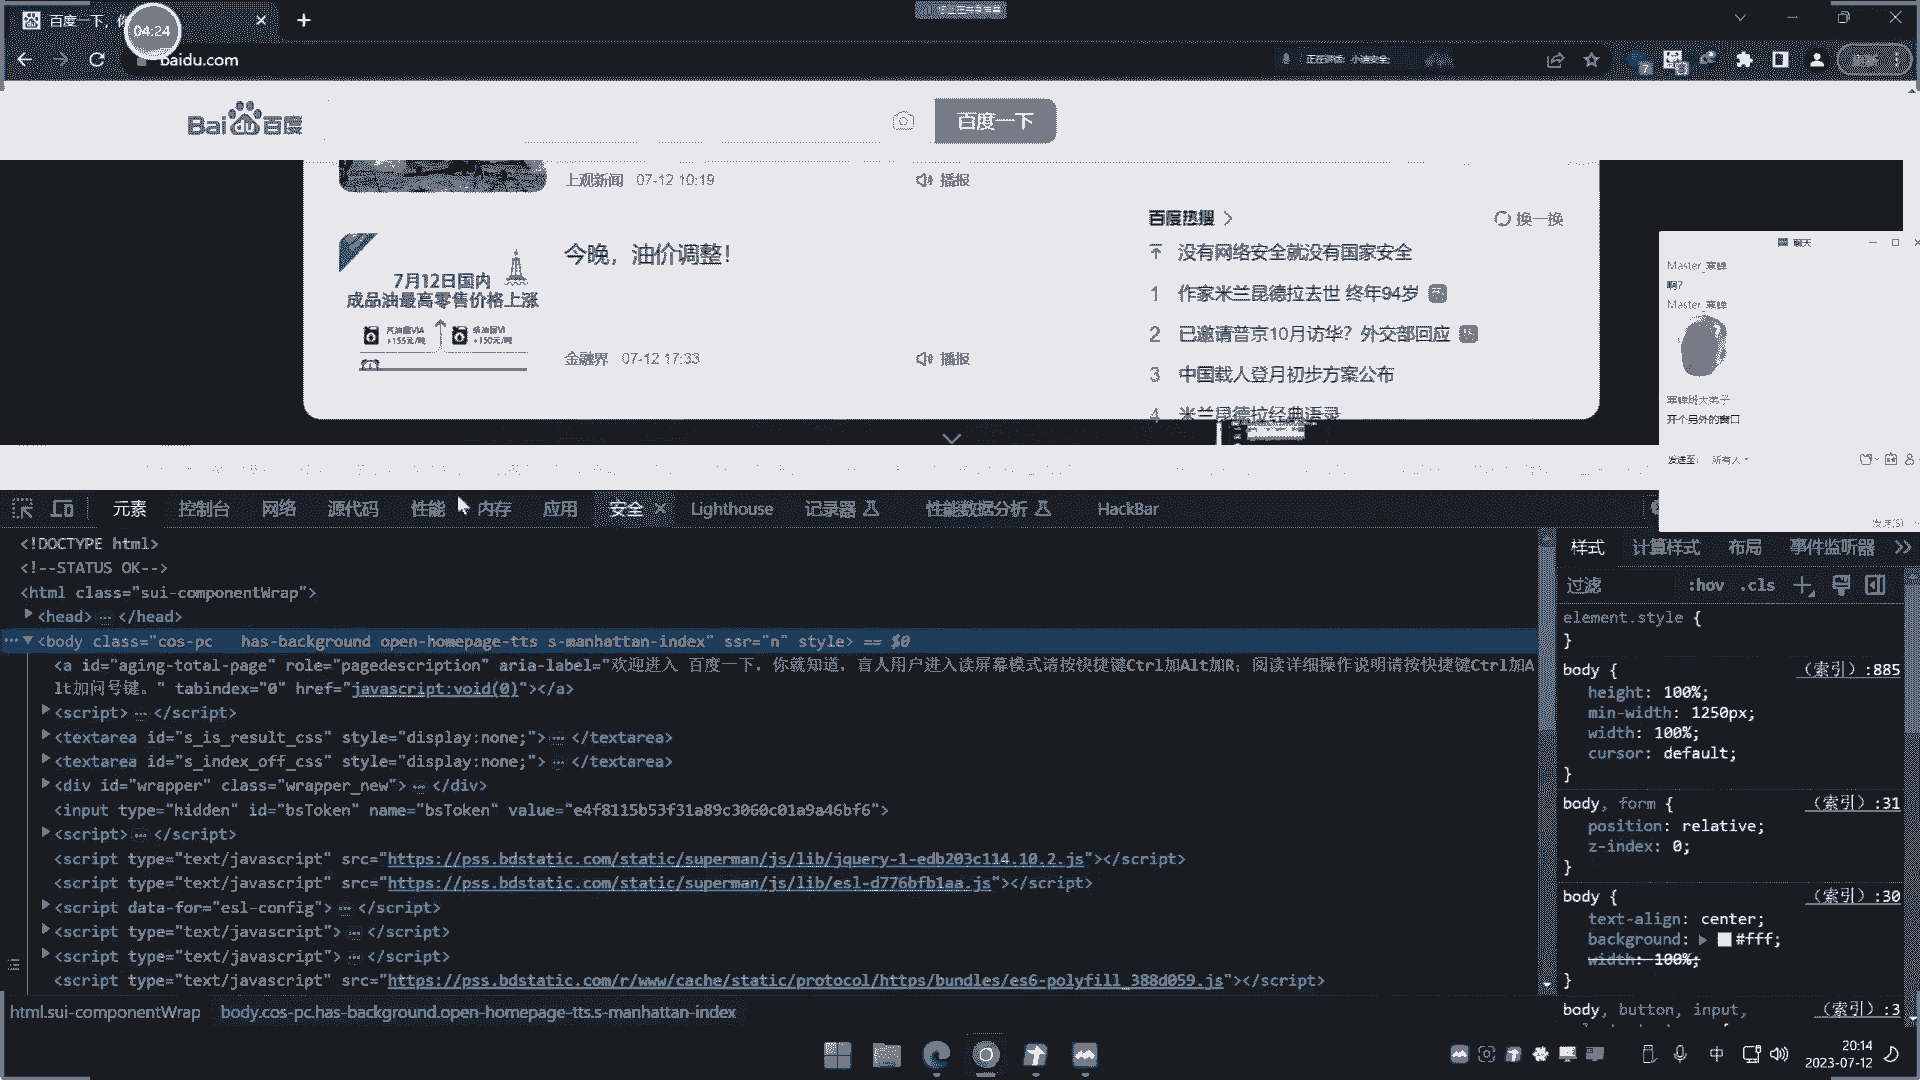 百度一下，你
04:24
baidu.com
正在讲话: 小迪安全;
7
Bai du 百度
百度一下
上观新闻 07-12 10:19
播报
百度热搜
换一换
7月12日国内
成品油最高零售价格上涨
今晚，油价调整！
金融界 07-12 17:33
播报
没有网络安全就没有国家安全
1 作家米兰昆德拉去世 终年94岁
2 已邀请普京10月访华？外交部回应
3 中国载人登月初步方案公布
4 米兰昆德拉经典语录
聊天
啊?
开个另外的窗口
发送至: 所有人
发送(S)
元素 控制台 网络 源代码 性能 内存 应用 安全 Lighthouse 记录器 性能数据分析 HackBar
<!DOCTYPE html>
<!--STATUS OK-->
<html class="sui-componentWrap">
<head> … </head>
<body class="cos-pc   has-background open-homepage-tts s-manhattan-index" ssr="n" style> == $0
<a id="aging-total-page" role="pagedescription" aria-label="欢迎进入 百度一下，你就知道，盲人用户进入读屏幕模式请按快捷键Ctrl加Alt加R；阅读详细操作说明请按快捷键Ctrl加A
lt加问号键。" tabindex="0" href="javascript:void(0)"></a>
<script> … </script>
<textarea id="s_is_result_css" style="display:none;"> … </textarea>
<textarea id="s_index_off_css" style="display:none;"> … </textarea>
<div id="wrapper" class="wrapper_new"> … </div>
<input type="hidden" id="bsToken" name="bsToken" value="e4f8115b53f31a89c3060c01a9a46bf6">
<script> … </script>
<script type="text/javascript" src="https://pss.bdstatic.com/static/superman/js/lib/jquery-1-edb203c114.10.2.js"></script>
<script type="text/javascript" src="https://pss.bdstatic.com/static/superman/js/lib/esl-d776bfb1aa.js"></script>
<script data-for="esl-config"> … </script>
<script type="text/javascript"> … </script>
<script type="text/javascript"> … </script>
<script type="text/javascript" src="https://pss.bdstatic.com/r/www/cache/static/protocol/https/bundles/es6-polyfill_388d059.js"></script>
html.sui-componentWrap body.cos-pc.has-background.open-homepage-tts.s-manhattan-index
样式 计算样式 布局 事件监听器
过滤 :hov .cls
element.style {
}
body { （索引）:885
height: 100%;
min-width: 1250px;
width: 100%;
cursor: default;
}
body, form { （索引）:31
position: relative;
z-index: 0;
}
body { （索引）:30
text-align: center;
background: #fff;
width: 100%;
}
body, button, input, （索引）:3
中
20:14
2023-07-12